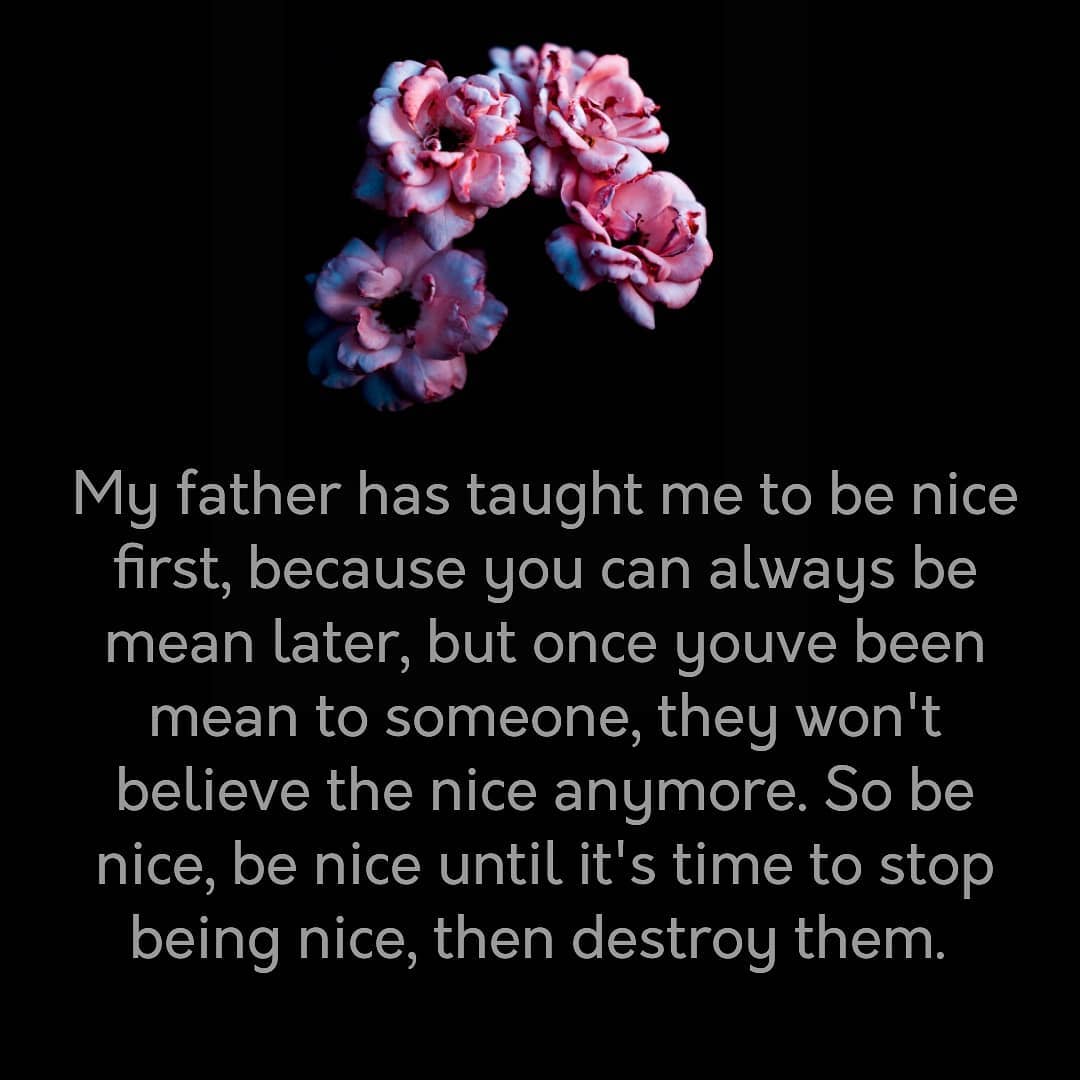 My father has taught me to be nice
first, because you can always be
mean later, but once youve been
mean to someone, they won't
believe the nice anymore. So be
nice, be nice until it's time to stop
being nice, then destroy them.